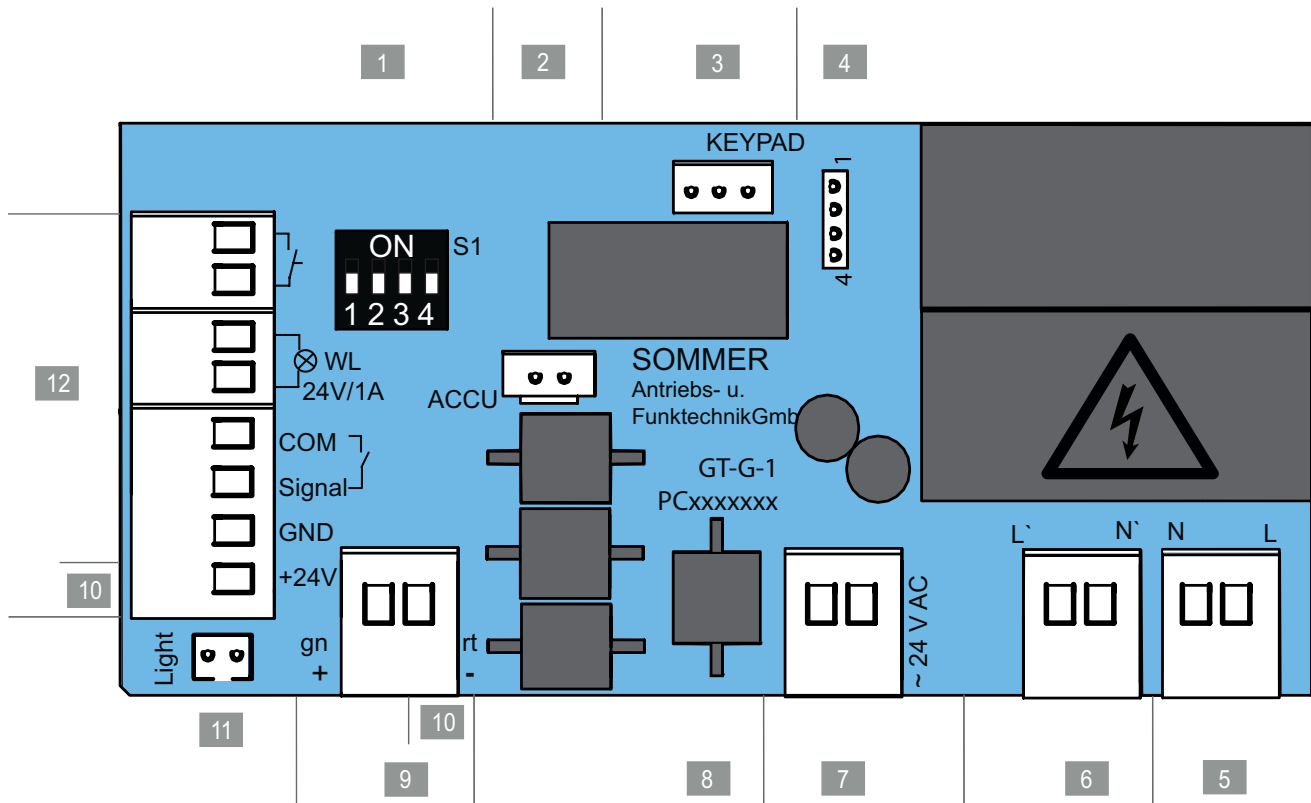 1
2
3
4
KEYPAD
1
4
ON
S1
1 2 3 4
WL
24V/1A
12
ACCU
SOMMER
Antriebs- u.
FunktechnikGmb
COM
Signal
GT-G-1
PCxxxxxxx
GND
+24V
10
L`
N`
N
L
Light
gn
+
rt
-
~ 24 V AC
11
10
9
8
7
6
5